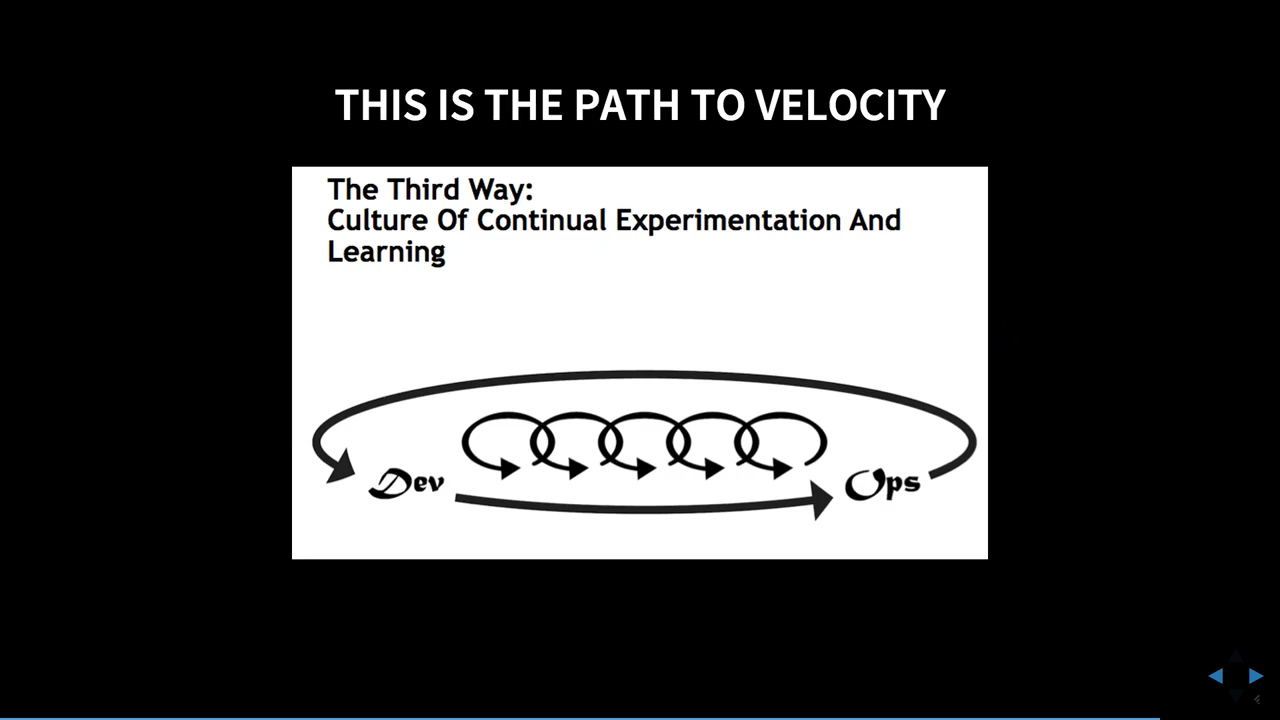 THIS IS THE PATH TO VELOCITY
The Third Way:
Culture Of Continual Experimentation And
Learning
Dev
Ops